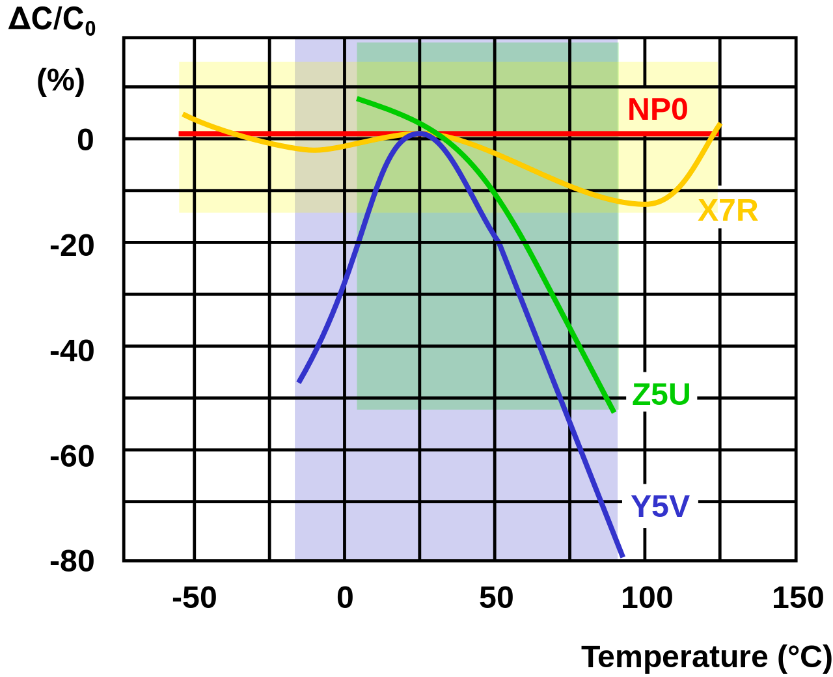 ΔC/C₀
(%)
NP0
0
X7R
-20
-40
Z5U
-60
Y5V
-80
-50 0 50 100 150
Temperature (°C)